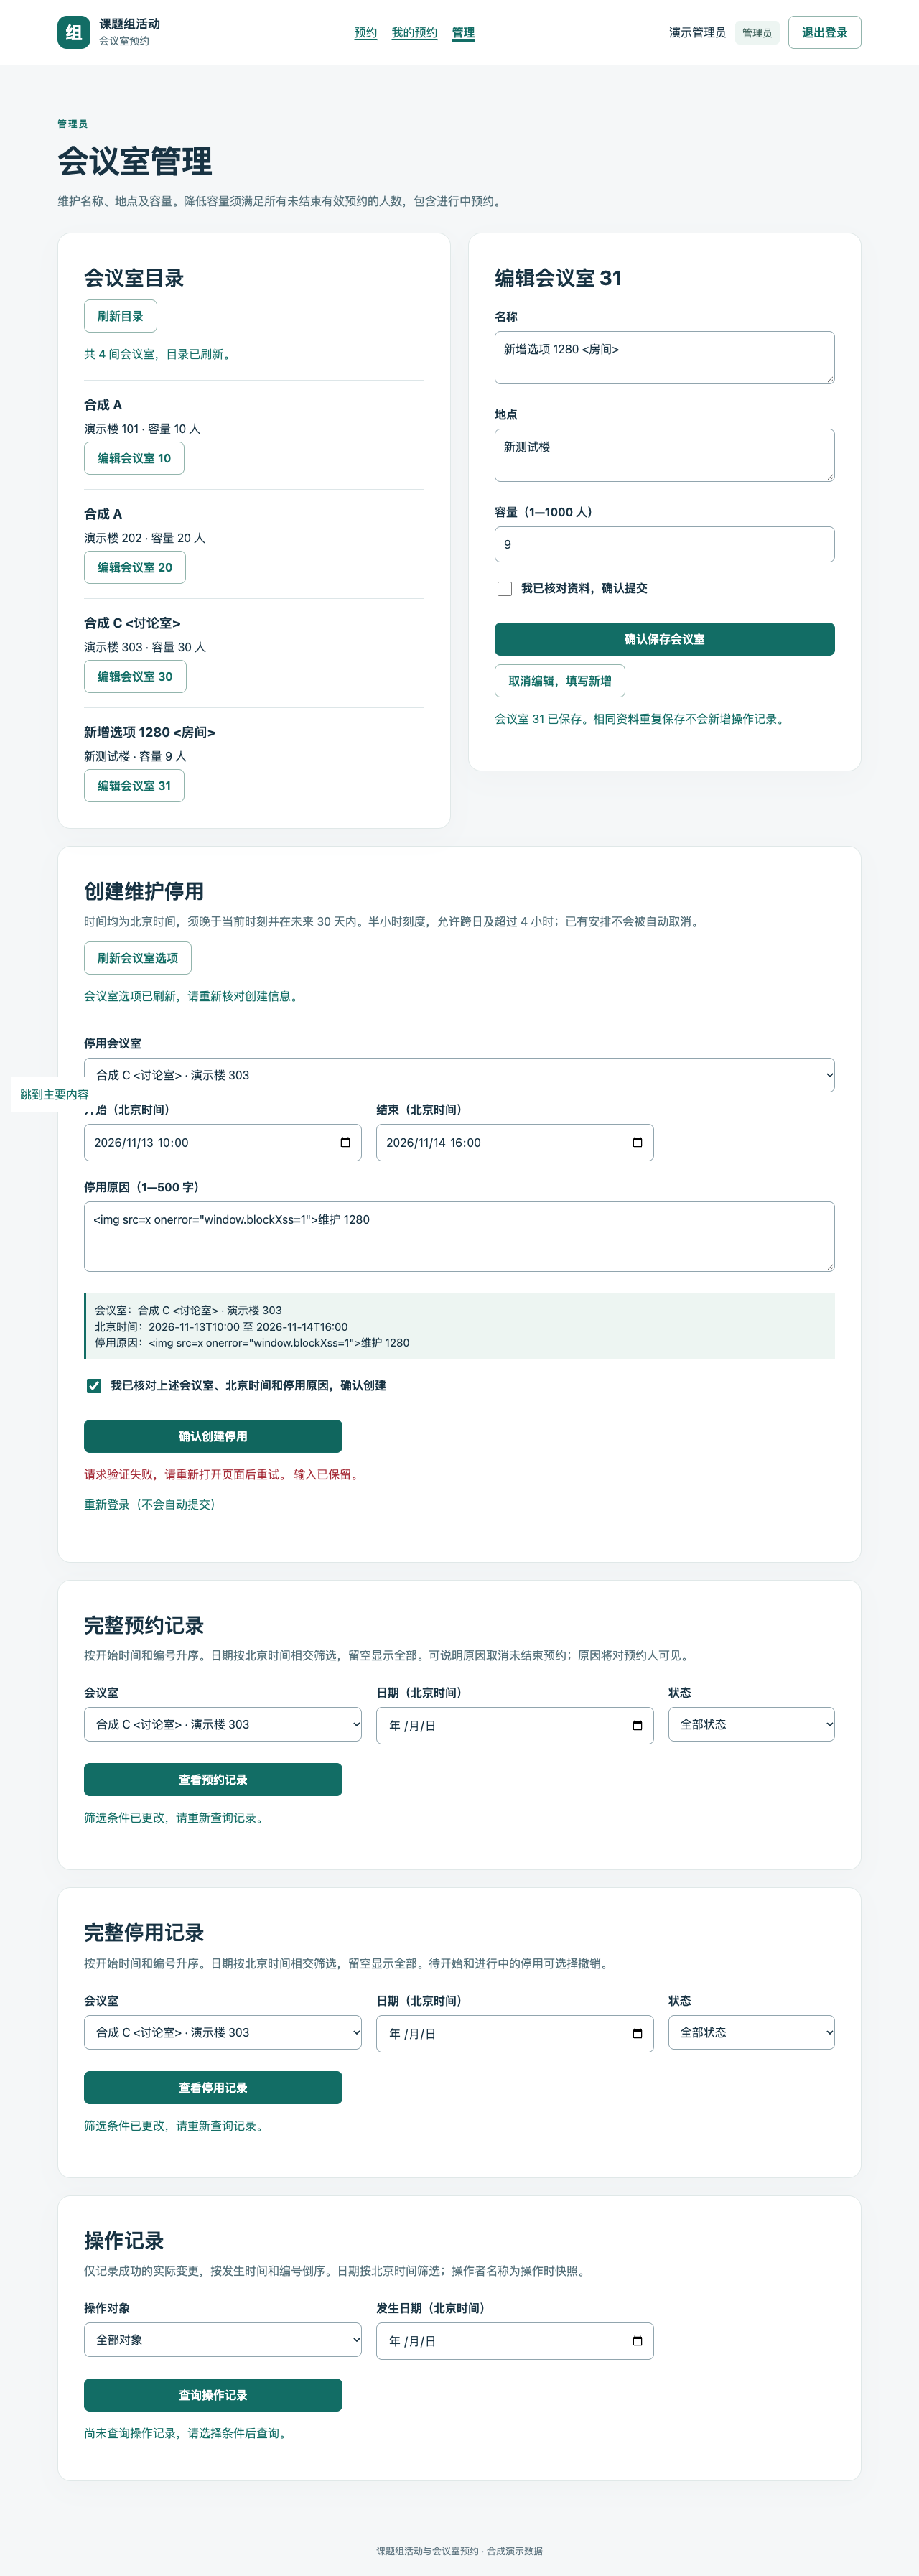 组
课题组活动
会议室预约
预约 我的预约 管理
演示管理员 管理员 退出登录
管理员
会议室管理
维护名称、地点及容量。降低容量须满足所有未结束有效预约的人数，包含进行中预约。
会议室目录
刷新目录
共 4 间会议室，目录已刷新。
合成 A
演示楼 101 · 容量 10 人
编辑会议室 10
合成 A
演示楼 202 · 容量 20 人
编辑会议室 20
合成 C <讨论室>
演示楼 303 · 容量 30 人
编辑会议室 30
新增选项 1280 <房间>
新测试楼 · 容量 9 人
编辑会议室 31
编辑会议室 31
名称
新增选项 1280 <房间>
地点
新测试楼
容量（1—1000 人）
9
我已核对资料，确认提交
确认保存会议室
取消编辑，填写新增
会议室 31 已保存。相同资料重复保存不会新增操作记录。
创建维护停用
时间均为北京时间，须晚于当前时刻并在未来 30 天内。半小时刻度，允许跨日及超过 4 小时；已有安排不会被自动取消。
刷新会议室选项
会议室选项已刷新，请重新核对创建信息。
停用会议室
合成 C <讨论室> · 演示楼 303
跳到主要内容
开始（北京时间） 结束（北京时间）
2026/11/13 10:00 2026/11/14 16:00
停用原因（1—500 字）
<img src=x onerror="window.blockXss=1">维护 1280
会议室：合成 C <讨论室> · 演示楼 303
北京时间：2026-11-13T10:00 至 2026-11-14T16:00
停用原因：<img src=x onerror="window.blockXss=1">维护 1280
我已核对上述会议室、北京时间和停用原因，确认创建
确认创建停用
请求验证失败，请重新打开页面后重试。 输入已保留。
重新登录（不会自动提交）
完整预约记录
按开始时间和编号升序。日期按北京时间相交筛选，留空显示全部。可说明原因取消未结束预约；原因将对预约人可见。
会议室 日期（北京时间） 状态
合成 C <讨论室> · 演示楼 303 年 /月/日 全部状态
查看预约记录
筛选条件已更改，请重新查询记录。
完整停用记录
按开始时间和编号升序。日期按北京时间相交筛选，留空显示全部。待开始和进行中的停用可选择撤销。
会议室 日期（北京时间） 状态
合成 C <讨论室> · 演示楼 303 年 /月/日 全部状态
查看停用记录
筛选条件已更改，请重新查询记录。
操作记录
仅记录成功的实际变更，按发生时间和编号倒序。日期按北京时间筛选；操作者名称为操作时快照。
操作对象 发生日期（北京时间）
全部对象 年 /月/日
查询操作记录
尚未查询操作记录，请选择条件后查询。
课题组活动与会议室预约 · 合成演示数据